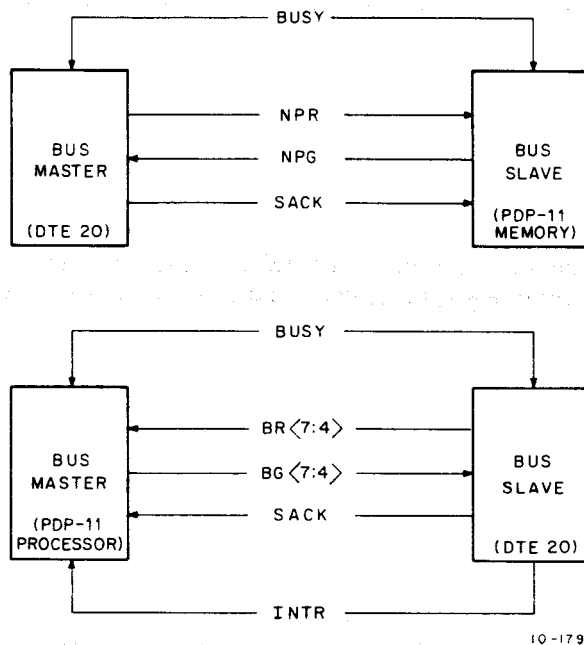 BUSY
BUS
MASTER
(DTE 20)
NPR
NPG
SACK
BUS
SLAVE
(PDP-11
MEMORY)
BUSY
BUS
MASTER
(PDP-11
PROCESSOR)
BR<7:4>
BG<7:4>
SACK
INTR
BUS
SLAVE
(DTE 20)
10-179